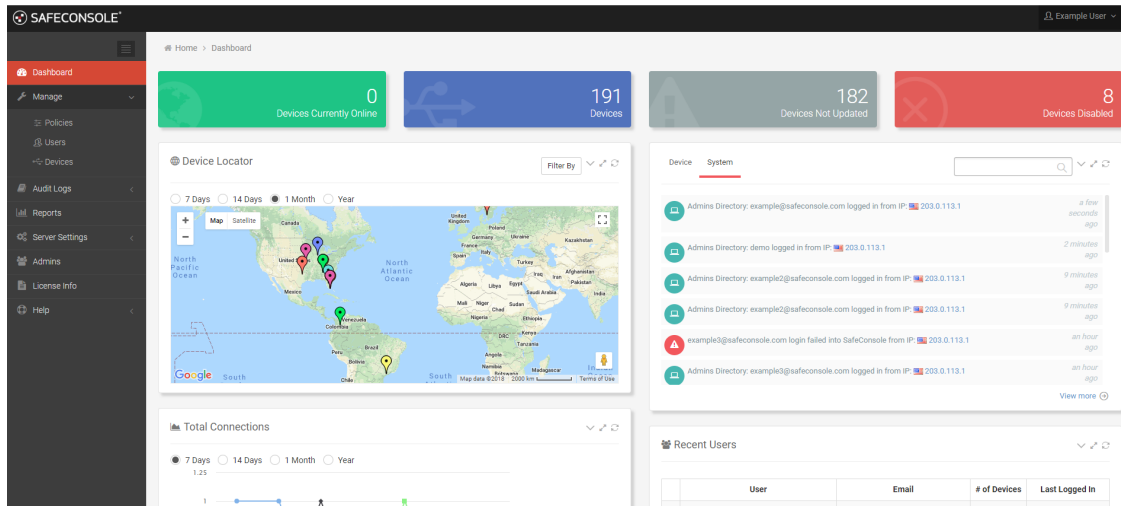 SAFECONSOLE
Example User
Home > Dashboard
Dashboard
Manage
Policies
Users
Devices
Audit Logs
Reports
Server Settings
Admins
License Info
Help
0
Devices Currently Online
191
Devices
182
Devices Not Updated
8
Devices Disabled
Device Locator
Filter By
7 Days 14 Days 1 Month Year
+
−
Map Satellite
Canada
North
Pacific
Ocean
Mexico
North
Atlantic
Ocean
Venezuela
Colombia
Peru
Brazil
Bolivia
Chile
United
Kingdom
Poland
Germany Ukraine
France
Spain Italy
Turkey
Kazakhstan
Iraq Iran Afghanistan
Pakistan
Algeria Libya Egypt
Saudi Arabia India
Mali Niger Sudan
Chad
Nigeria Ethiopia
DRC Kenya
Tanzania
Angola
Namibia
Botswana Madagascar
Google
South
South
Map data ©2018 2000 km Terms of Use
Device System
Admins Directory: example@safeconsole.com logged in from IP: 203.0.113.1
a few
seconds
ago
Admins Directory: demo logged in from IP: 203.0.113.1
2 minutes
ago
Admins Directory: example2@safeconsole.com logged in from IP: 203.0.113.1
9 minutes
ago
Admins Directory: example2@safeconsole.com logged in from IP: 203.0.113.1
9 minutes
ago
example3@safeconsole.com login failed into SafeConsole from IP: 203.0.113.1
an hour
ago
Admins Directory: example3@safeconsole.com logged in from IP: 203.0.113.1
an hour
ago
View more
Total Connections
7 Days 14 Days 1 Month Year
1.25
1
Recent Users
User Email # of Devices Last Logged In